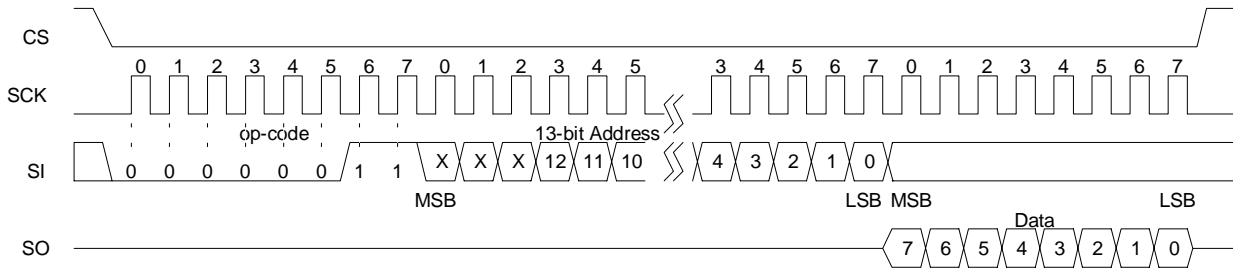 CS
0 1 2 3 4 5 6 7 0 1 2 3 4 5 3 4 5 6 7 0 1 2 3 4 5 6 7
SCK
op-code 13-bit Address
SI 0 0 0 0 0 0 1 1 X X X 12 11 10 4 3 2 1 0
MSB LSB MSB LSB
Data
SO 7 6 5 4 3 2 1 0